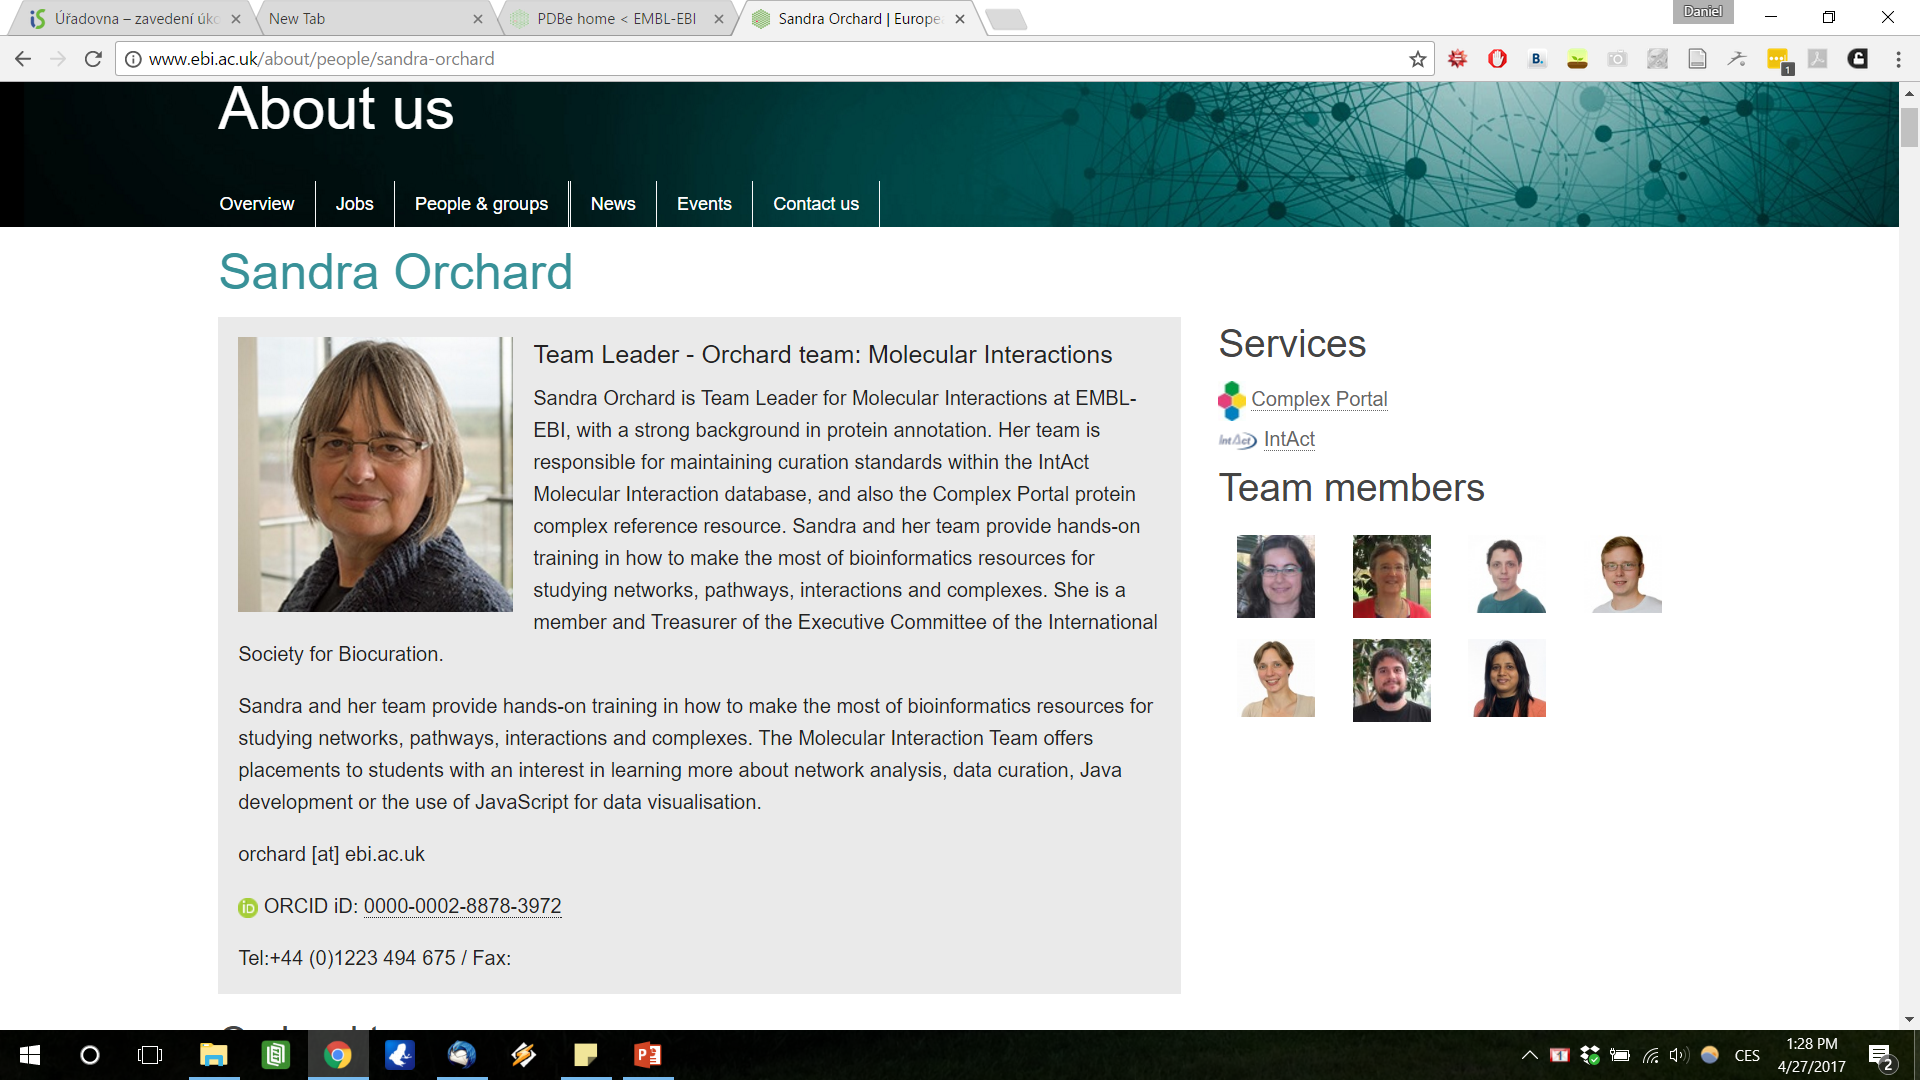 Úřadovna – zavedení úko
New Tab
PDBe home < EMBL-EBI
Sandra Orchard | Europe
Daniel
www.ebi.ac.uk/about/people/sandra-orchard
B.
1
About us
Overview
Jobs
People & groups
News
Events
Contact us
Sandra Orchard
Team Leader - Orchard team: Molecular Interactions
Sandra Orchard is Team Leader for Molecular Interactions at EMBL-
EBI, with a strong background in protein annotation. Her team is
responsible for maintaining curation standards within the IntAct
Molecular Interaction database, and also the Complex Portal protein
complex reference resource. Sandra and her team provide hands-on
training in how to make the most of bioinformatics resources for
studying networks, pathways, interactions and complexes. She is a
member and Treasurer of the Executive Committee of the International
Society for Biocuration.
Sandra and her team provide hands-on training in how to make the most of bioinformatics resources for
studying networks, pathways, interactions and complexes. The Molecular Interaction Team offers
placements to students with an interest in learning more about network analysis, data curation, Java
development or the use of JavaScript for data visualisation.
orchard [at] ebi.ac.uk
iD ORCID iD: 0000-0002-8878-3972
Tel:+44 (0)1223 494 675 / Fax:
Services
Complex Portal
IntAct IntAct
Team members
1
CES
1:28 PM
4/27/2017
2